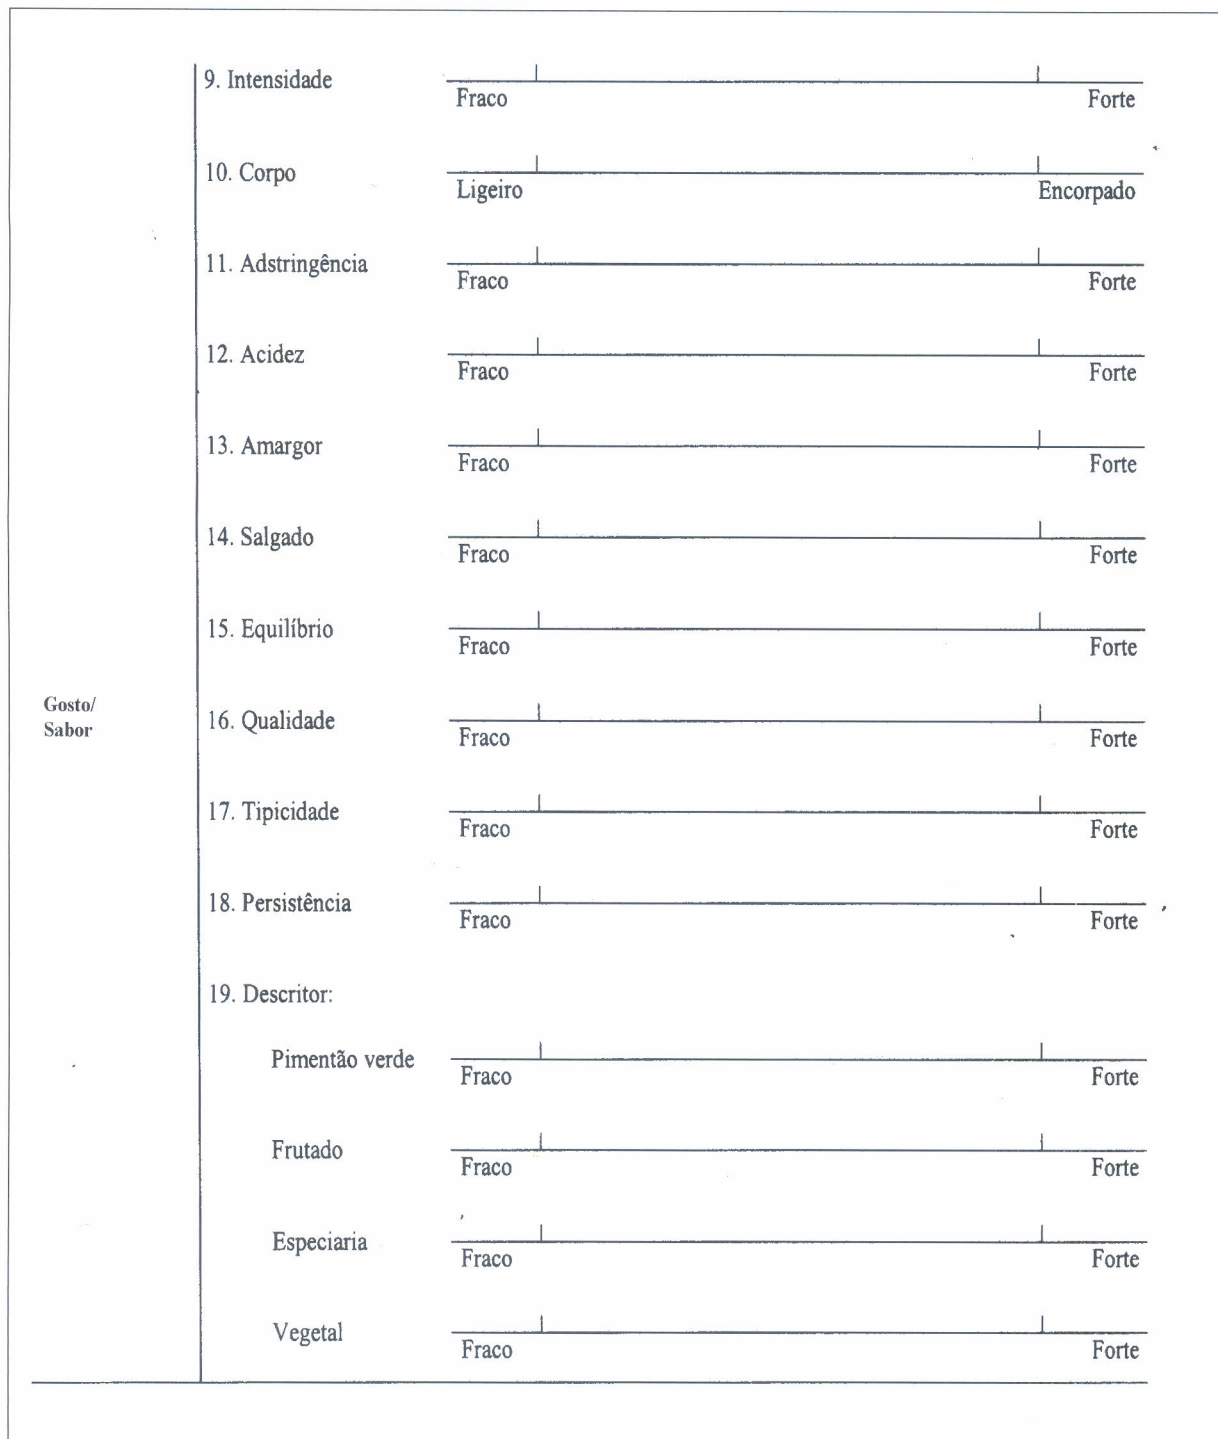 9. Intensidade
Fraco Forte
10. Corpo
Ligeiro Encorpado
11. Adstringência
Fraco Forte
12. Acidez
Fraco Forte
13. Amargor
Fraco Forte
14. Salgado
Fraco Forte
15. Equilíbrio
Fraco Forte
Gosto/
Sabor
16. Qualidade
Fraco Forte
17. Tipicidade
Fraco Forte
18. Persistência
Fraco Forte
19. Descritor:
Pimentão verde
Fraco Forte
Frutado
Fraco Forte
Especiaria
Fraco Forte
Vegetal
Fraco Forte